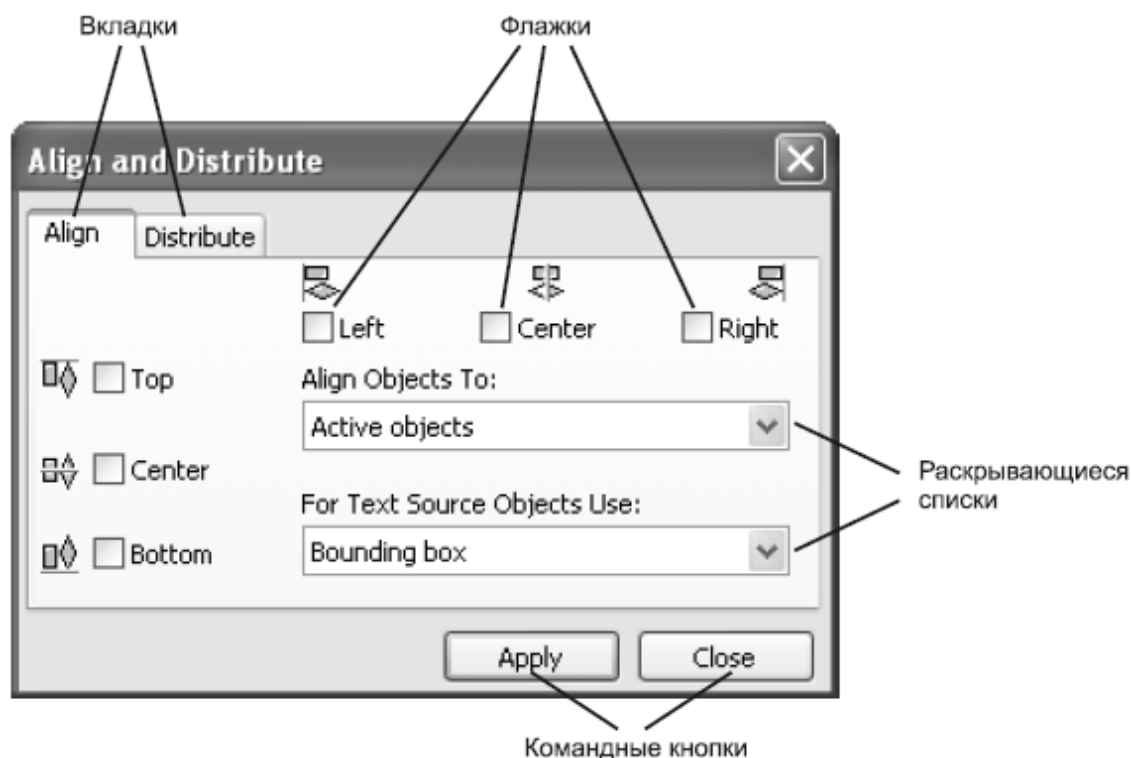 Вкладки
Флажки
Align and Distribute
Align
Distribute
Left
Center
Right
Top
Align Objects To:
Active objects
Center
Раскрывающиеся
списки
For Text Source Objects Use:
Bottom
Bounding box
Apply
Close
Командные кнопки